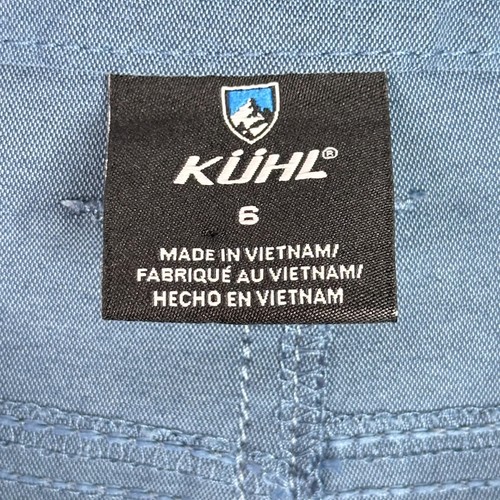 KÜHL®
6
MADE IN VIETNAM/
FABRIQUÉ AU VIETNAM/
HECHO EN VIETNAM